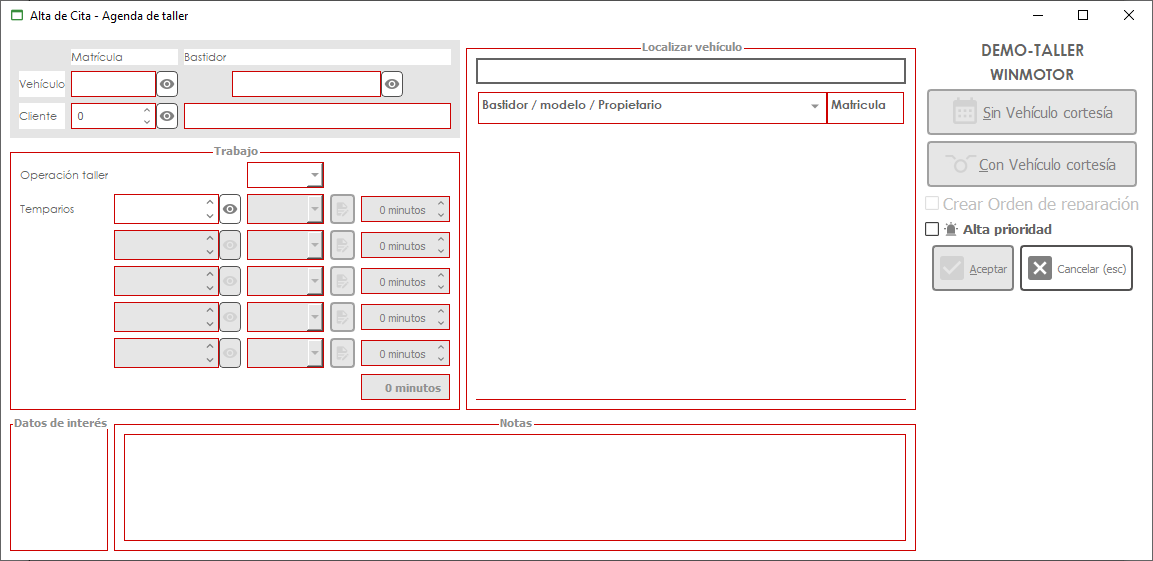 Alta de Cita - Agenda de taller
Matrícula Bastidor
Vehículo
Cliente 0
Trabajo
Operación taller
Temparios 0 minutos
0 minutos
0 minutos
0 minutos
0 minutos
0 minutos
Localizar vehículo
Bastidor / modelo / Propietario Matricula
DEMO-TALLER
WINMOTOR
Sin Vehículo cortesía
Con Vehículo cortesía
Crear Orden de reparación
Alta prioridad
Aceptar Cancelar (esc)
Datos de interés
Notas